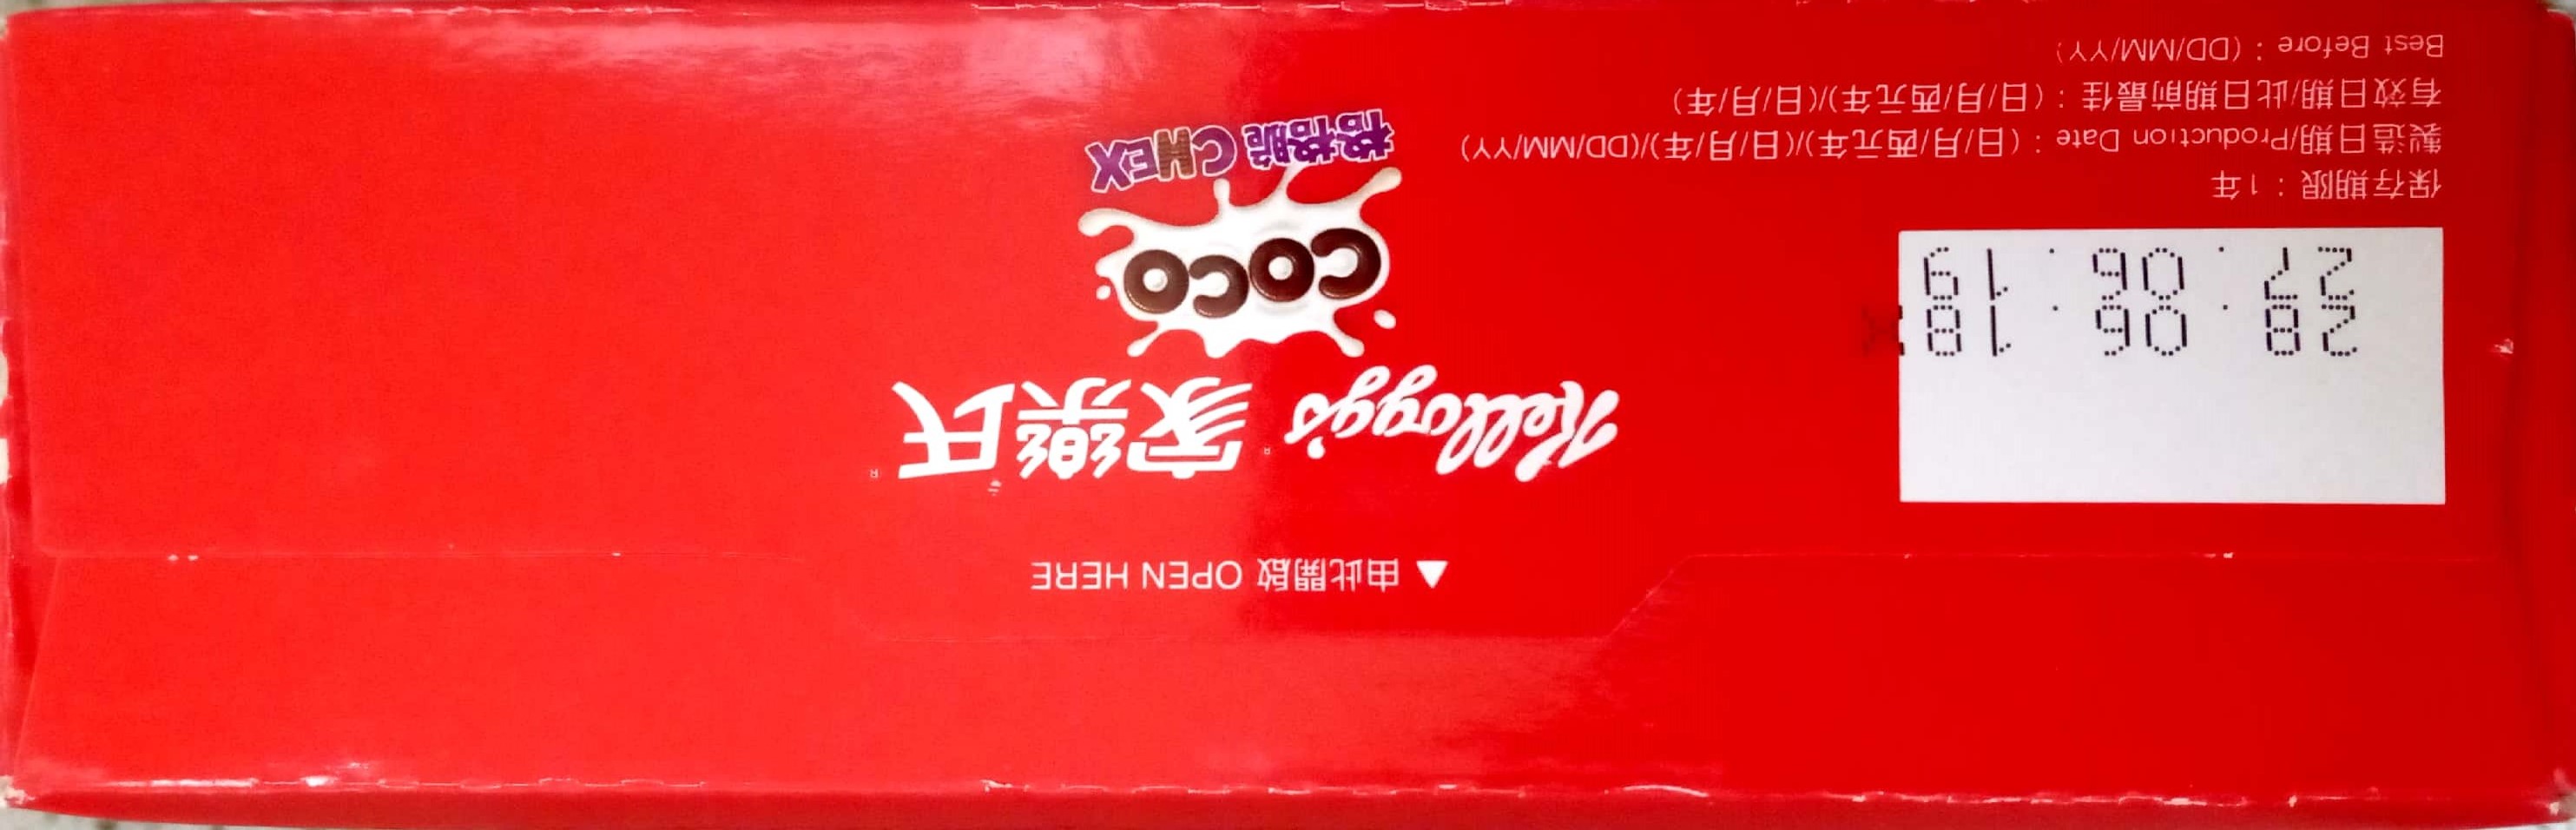 ▲ 由此開啟 OPEN HERE
Kellogg's® 家樂氏®
COCO
格格脆 CHEX
28.06.18
27.06.19
保存期限：1年
製造日期/Production Date：(日/月/西元年)/(日/月/年)/(DD/MM/YY)
有效日期/此日期前最佳：(日/月/西元年)/(日/月/年)
Best Before：(DD/MM/YY)